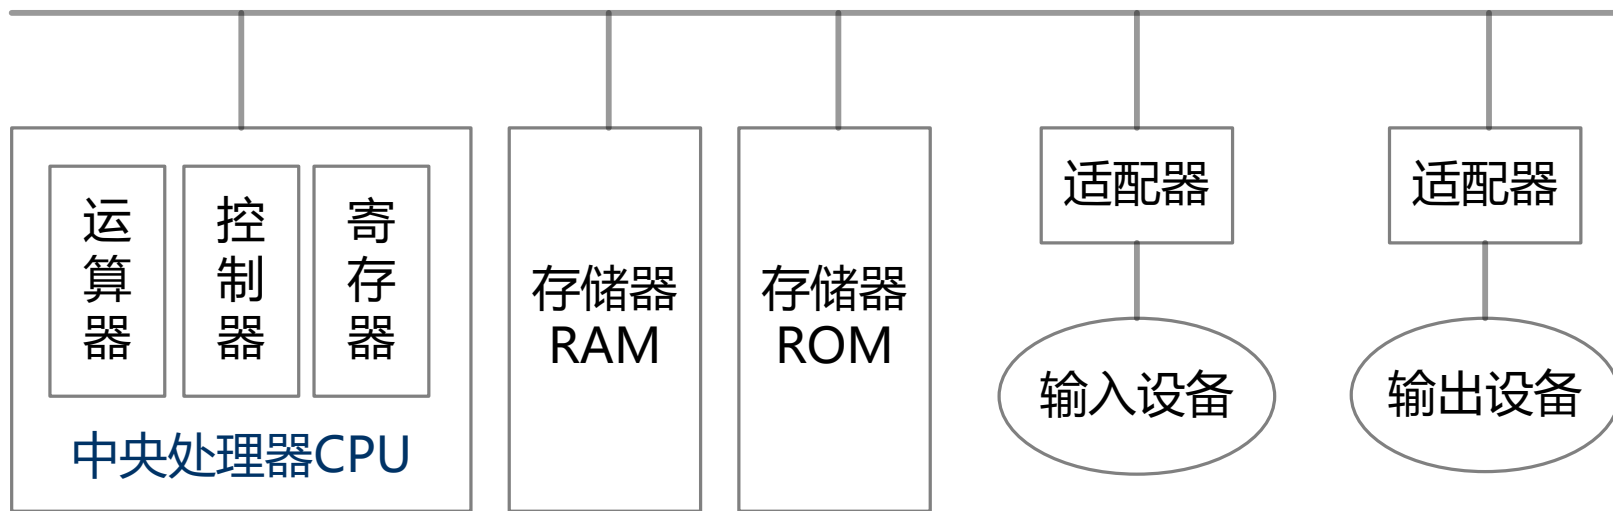 运算器
控制器
寄存器
中央处理器CPU
存储器
RAM
存储器
ROM
适配器
输入设备
适配器
输出设备